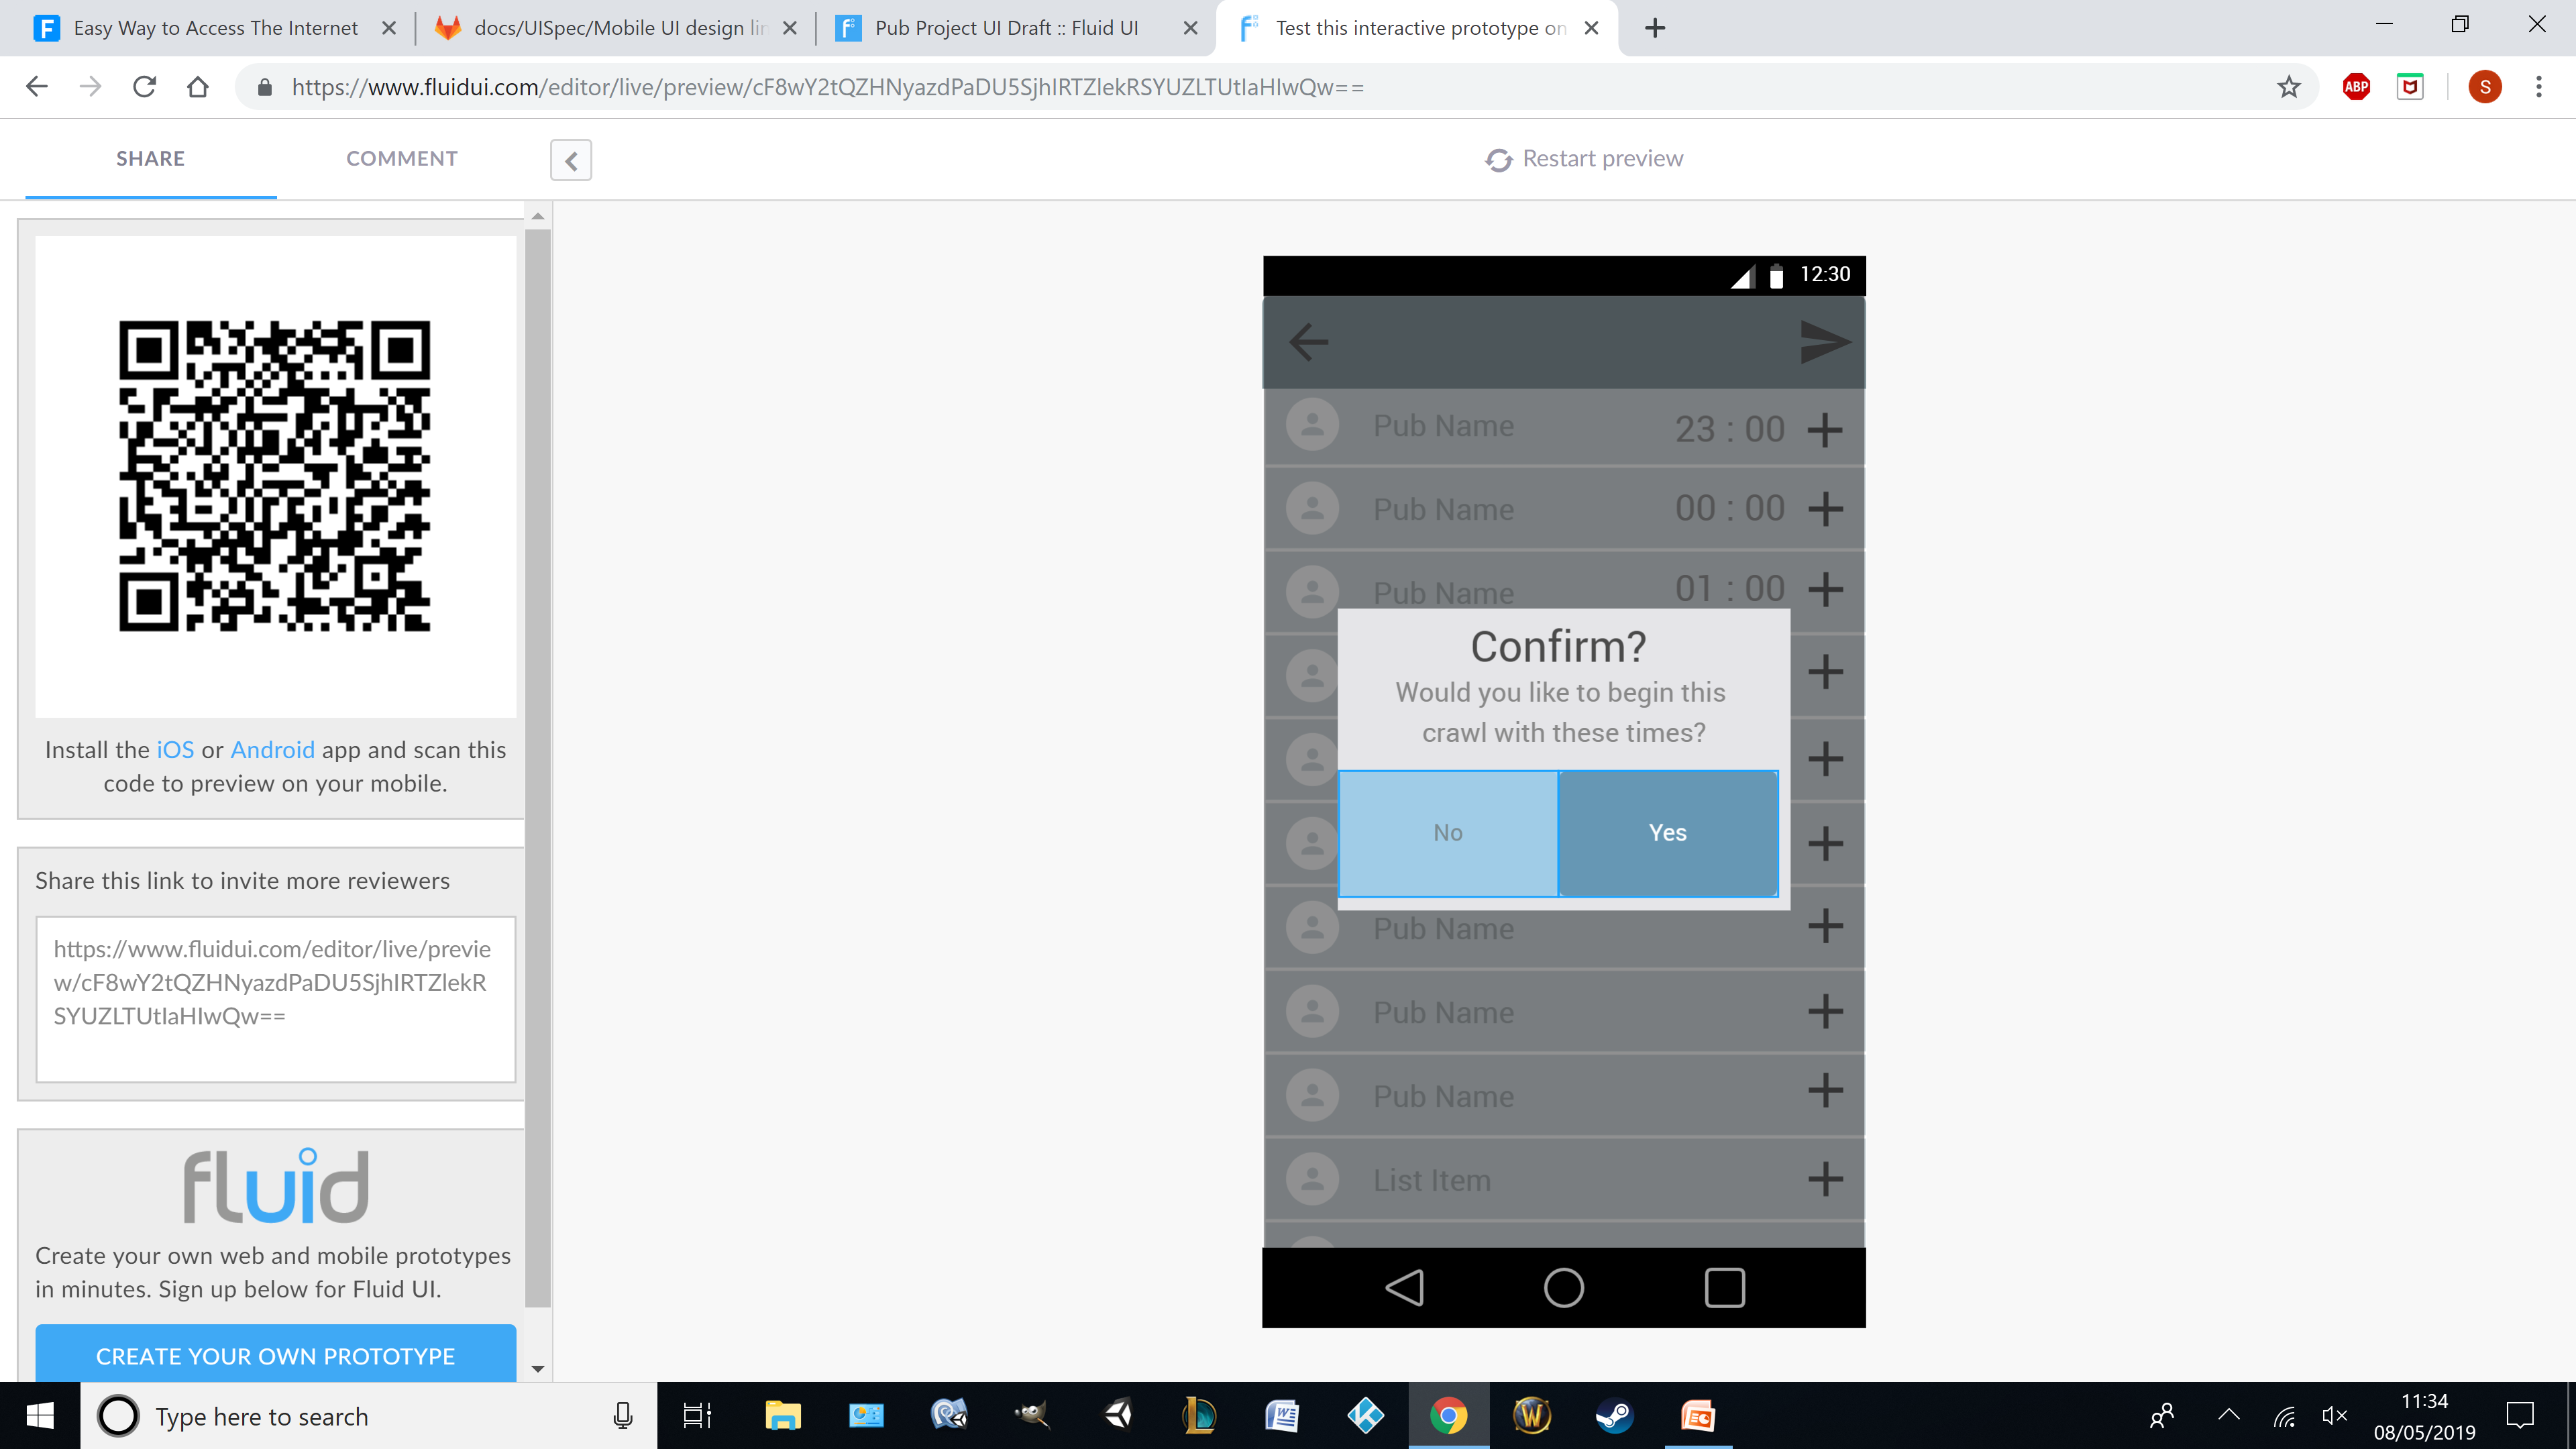 Easy Way to Access The Internet
docs/UISpec/Mobile UI design lin
Pub Project UI Draft :: Fluid UI
Test this interactive prototype on
https://www.fluidui.com/editor/live/preview/cF8wY2tQZHNyazdPaDU5SjhIRTZlekRSYUZLTUtIaHIwQw==
ABP
S
SHARE
COMMENT
Restart preview
Install the iOS or Android app and scan this
code to preview on your mobile.
Share this link to invite more reviewers
https://www.fluidui.com/editor/live/previe
w/cF8wY2tQZHNyazdPaDU5SjhIRTZlekR
SYUZLTUtIaHIwQw==
fluid
Create your own web and mobile prototypes
in minutes. Sign up below for Fluid UI.
CREATE YOUR OWN PROTOTYPE
12:30
Pub Name 23 : 00
Pub Name 00 : 00
Pub Name 01 : 00
Confirm?
Would you like to begin this
crawl with these times?
No
Yes
Pub Name
Pub Name
Pub Name
List Item
Type here to search
11:34
08/05/2019